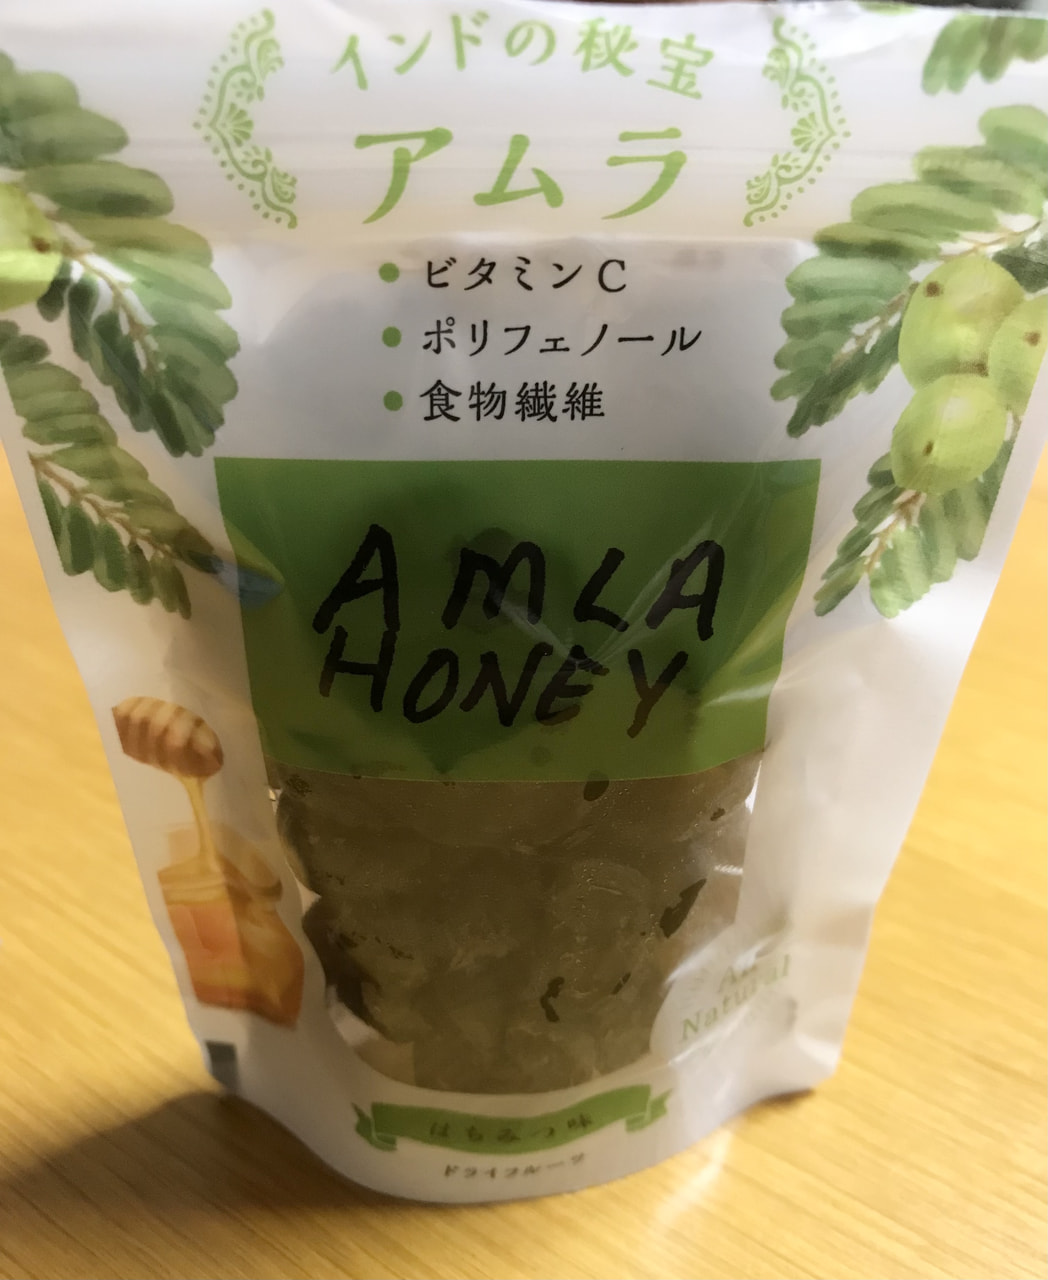 インドの秘宝
アムラ
ビタミンC
ポリフェノール
食物繊維
AMLA
HONEY
Natural
はちみつ味
ドライフルーツ